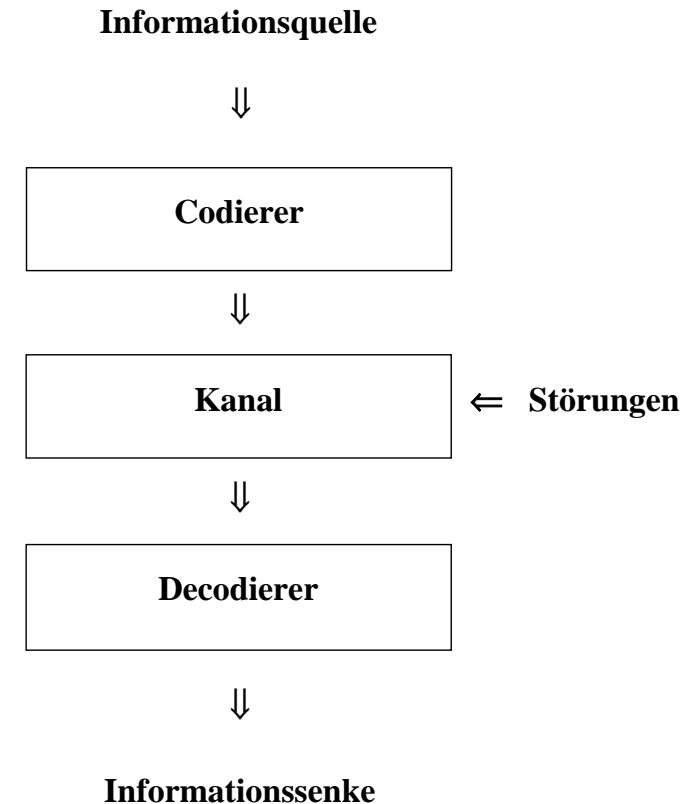 Informationsquelle
⇓
Codierer
⇓
Kanal ⇐ Störungen
⇓
Decodierer
⇓
Informationssenke